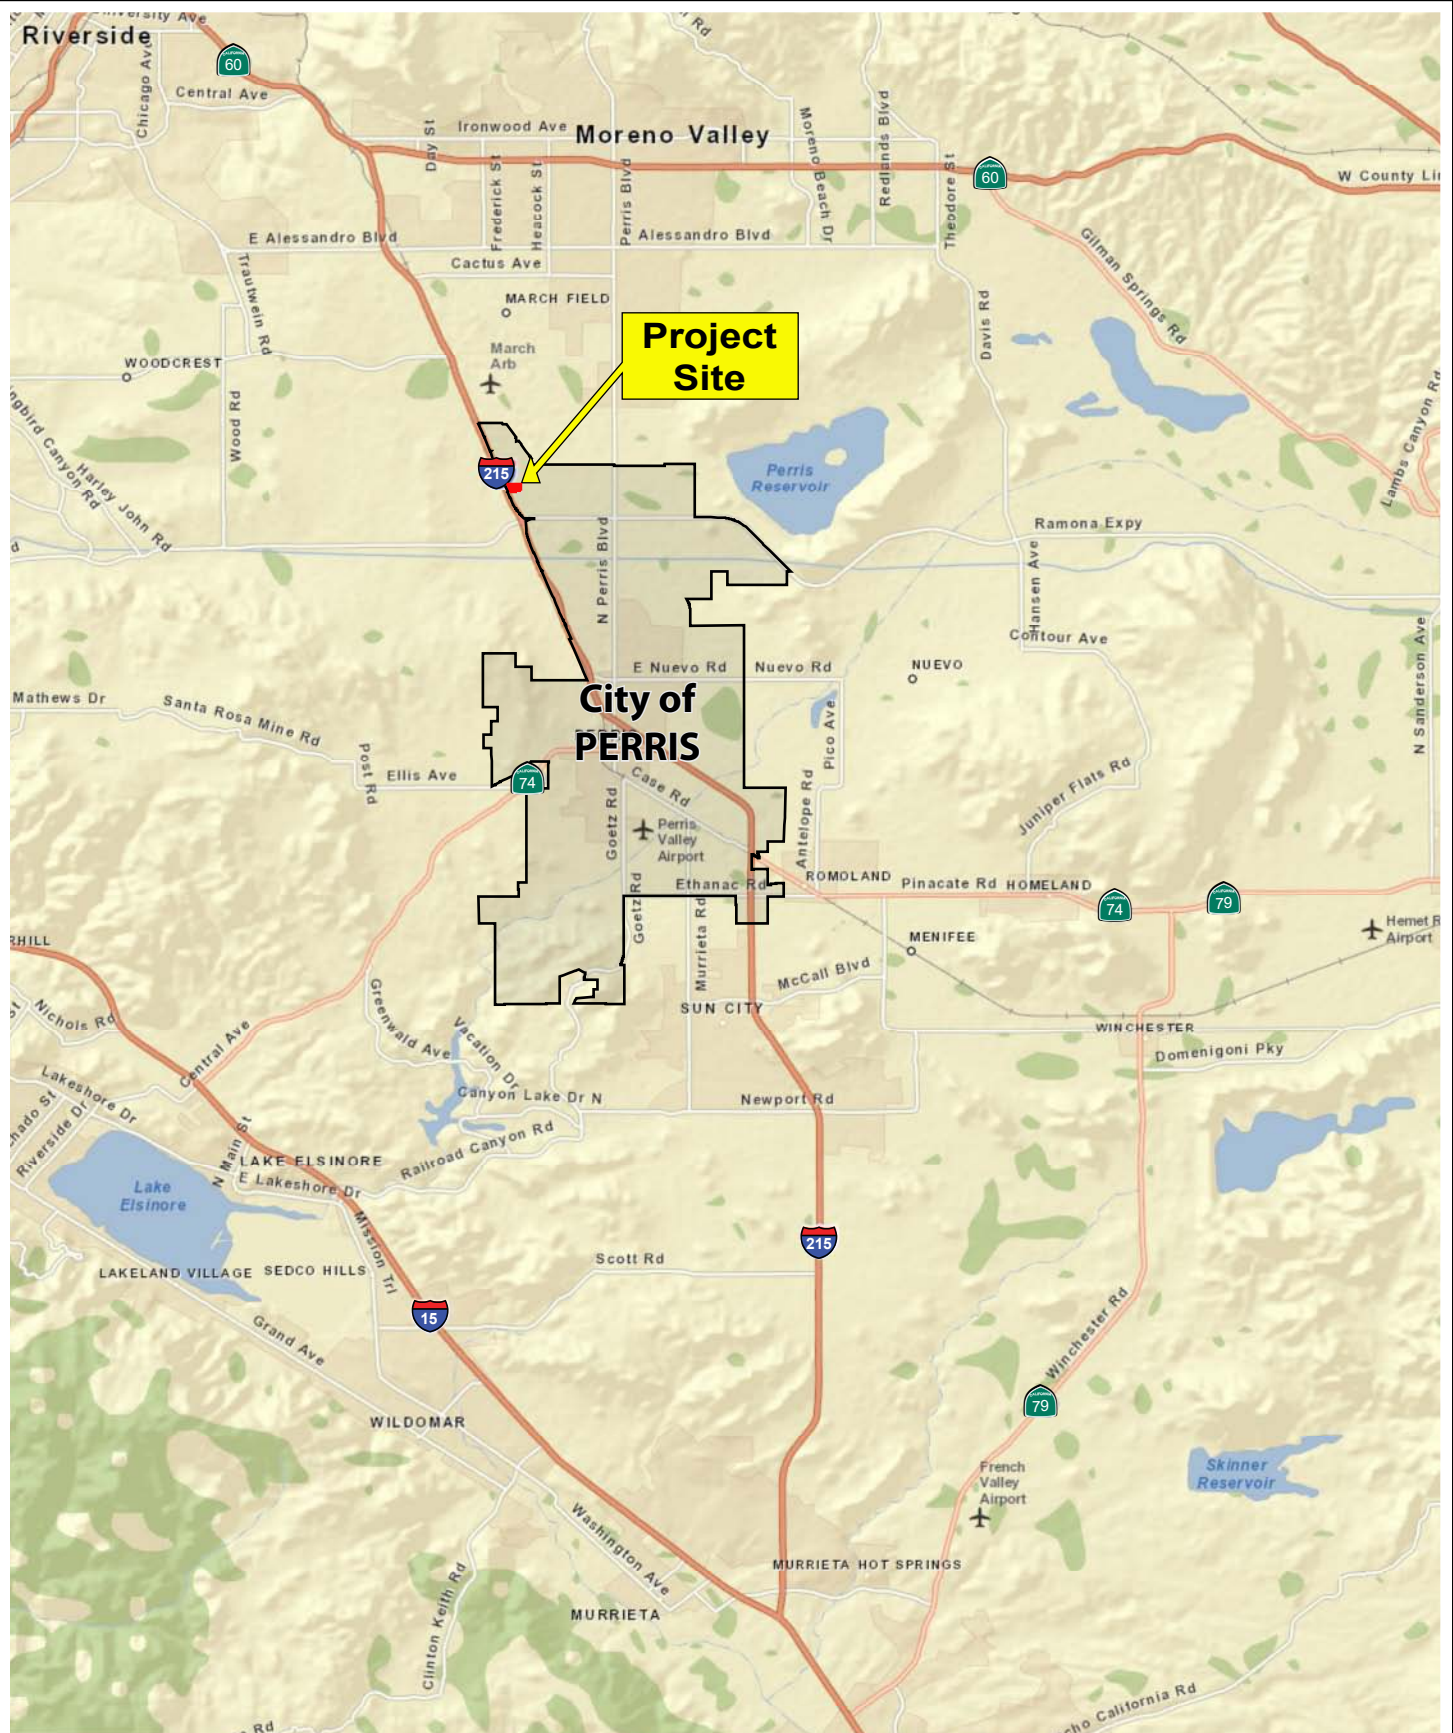 University Ave
Riverside
60
Chicago Ave
Central Ave
Rd
Day St
Ironwood Ave
Moreno Valley
Frederick St
Heacock St
Perris Blvd
Moreno Beach Dr
Redlands Blvd
Theodore St
60
W County
E Alessandro Blvd
Alessandro Blvd
Cactus Ave
Trautwein Rd
Gilman Springs Rd
MARCH FIELD
Davis Rd
Project
Site
March
Arb
WOODCREST
Wood Rd
Canyon Rd
Harley John Rd
Lambs Canyon Rd
215
Perris
Reservoir
Ramona Expy
N Perris Blvd
Hansen Ave
Contour Ave
N Sanderson Ave
E Nuevo Rd
Nuevo Rd
NUEVO
City of
PERRIS
Mathews Dr
Santa Rosa Mine Rd
Post Rd
Ellis Ave
74
Pico Ave
Case Rd
Goetz Rd
Antelope Rd
Juniper Flats Rd
Perris
Valley
Airport
Ethanac Rd
ROMOLAND
Pinacate Rd
HOMELAND
74
79
Goetz Rd
Murrieta Rd
Hemet
Airport
MENIFEE
McCall Blvd
SUN CITY
Nichols Rd
Central Ave
Greenwald Ave
Vacation Dr
WINCHESTER
Domenigoni Pky
Lakeshore Dr
Canyon Lake Dr N
Newport Rd
Riverside Dr
N Main St
Railroad Canyon Rd
LAKE ELSINORE
E Lakeshore Dr
Lake
Elsinore
Mission Trl
215
Scott Rd
LAKELAND VILLAGE
SEDCO HILLS
15
Grand Ave
Winchester Rd
79
WILDOMAR
French
Valley
Airport
Skinner
Reservoir
Washington Ave
MURRIETA HOT SPRINGS
Clinton Keith Rd
MURRIETA
California Rd
Rd